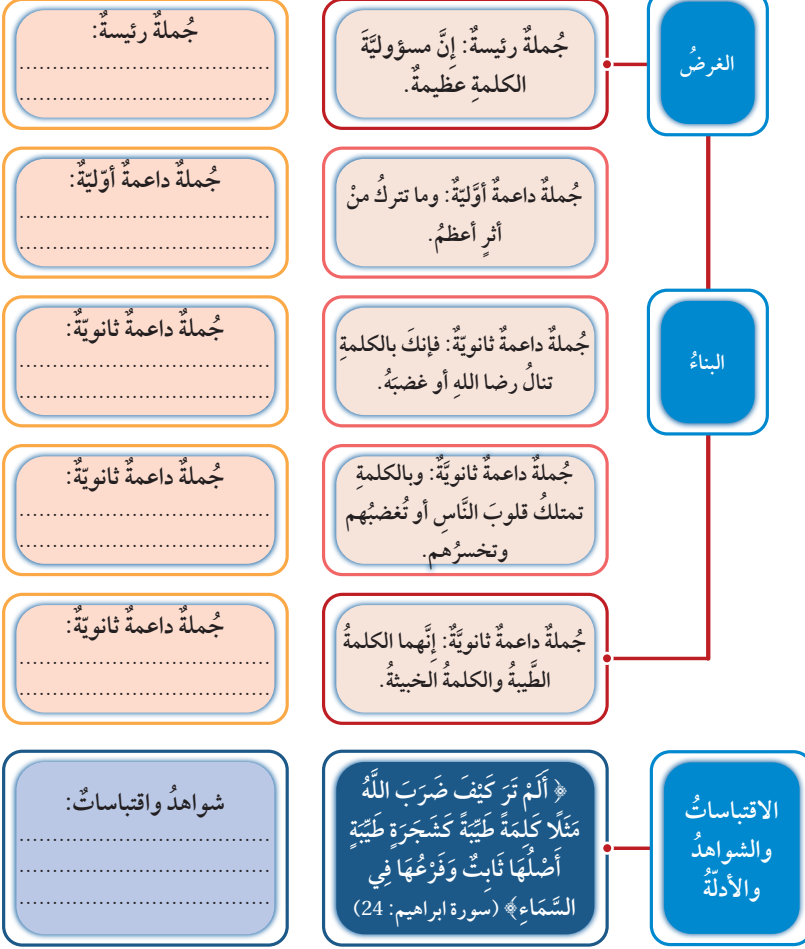 الغرضُ
جُملةٌ رئيسةٌ: إنَّ مسؤوليَّةَ
الكلمةِ عظيمةٌ.
جُملةٌ رئيسةٌ:
.....................................
.....................................
البناءُ
جُملةٌ داعمةٌ أوَّليّةٌ: وما تتركُ منْ
أثرٍ أعظمُ.
جُملةٌ داعمةٌ أوّليّةٌ:
.....................................
.....................................
جُملةٌ داعمةٌ ثانويّةٌ: فإنكَ بالكلمةِ
تنالُ رضا اللهِ أو غضبَهُ.
جُملةٌ داعمةٌ ثانويّةٌ:
.....................................
.....................................
جُملةٌ داعمةٌ ثانويَّةٌ: وبالكلمةِ
تمتلكُ قلوبَ النَّاسِ أو تُغضبُهم
وتخسرُهم.
جُملةٌ داعمةٌ ثانويّةٌ:
.....................................
.....................................
جُملةٌ داعمةٌ ثانويَّةٌ: إنَّهما الكلمةُ
الطَّيبةُ والكلمةُ الخبيثةُ.
جُملةٌ داعمةٌ ثانويّةٌ:
.....................................
.....................................
الاقتباساتُ
والشواهدُ
والأدلّةُ
﴿ أَلَمْ تَرَ كَيْفَ ضَرَبَ اللَّهُ
مَثَلًا كَلِمَةً طَيِّبَةً كَشَجَرَةٍ طَيِّبَةٍ
أَصْلُهَا ثَابِتٌ وَفَرْعُهَا فِي
السَّمَاءِ﴾ (سورة ابراهيم: 24)
شواهدُ واقتباساتٌ:
.....................................
.....................................
.....................................